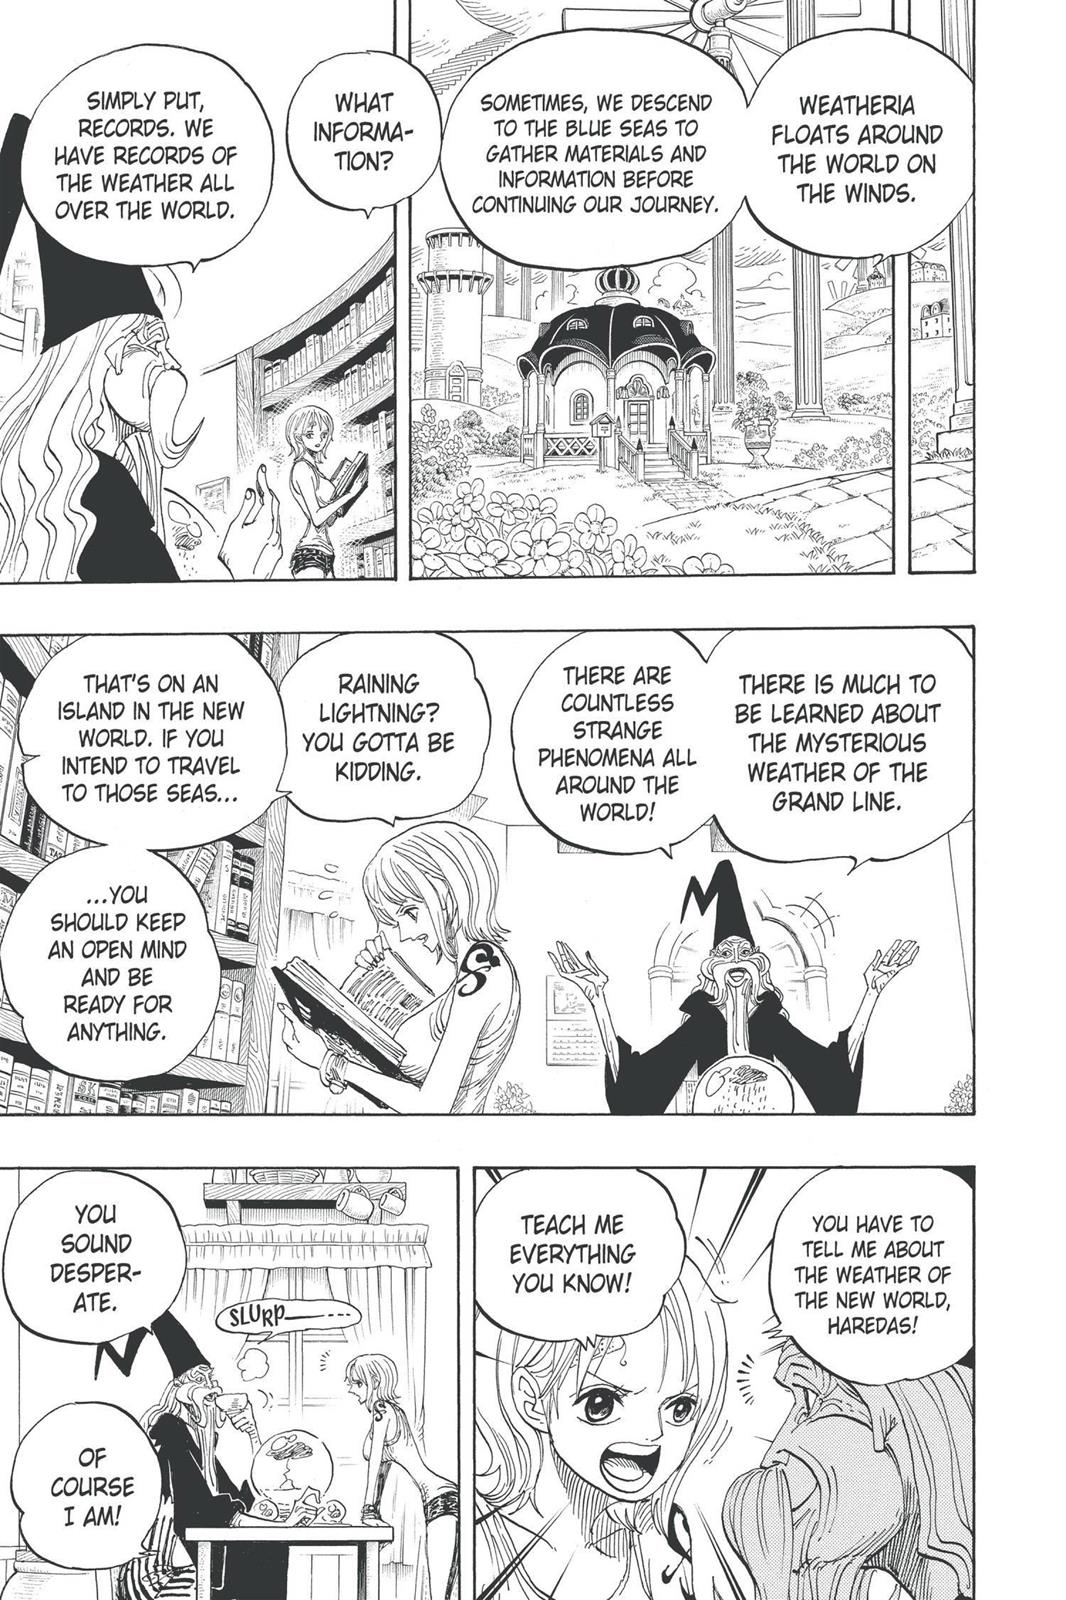 WEATHERIA
FLOATS AROUND
THE WORLD ON
THE WINDS.
SOMETIMES, WE DESCEND
TO THE BLUE SEAS TO
GATHER MATERIALS AND
INFORMATION BEFORE
CONTINUING OUR JOURNEY.
WHAT
INFORMA-
TION?
SIMPLY PUT,
RECORDS. WE
HAVE RECORDS OF
THE WEATHER ALL
OVER THE WORLD.
THERE IS MUCH TO
BE LEARNED ABOUT
THE MYSTERIOUS
WEATHER OF THE
GRAND LINE.
THERE ARE
COUNTLESS
STRANGE
PHENOMENA ALL
AROUND THE
WORLD!
RAINING
LIGHTNING?
YOU GOTTA BE
KIDDING.
THAT'S ON AN
ISLAND IN THE NEW
WORLD. IF YOU
INTEND TO TRAVEL
TO THOSE SEAS...
...YOU
SHOULD KEEP
AN OPEN MIND
AND BE
READY FOR
ANYTHING.
YOU HAVE TO
TELL ME ABOUT
THE WEATHER OF
THE NEW WORLD,
HAREDAS!
TEACH ME
EVERYTHING
YOU KNOW!
YOU
SOUND
DESPER-
ATE.
SLURP
OF
COURSE
I AM!